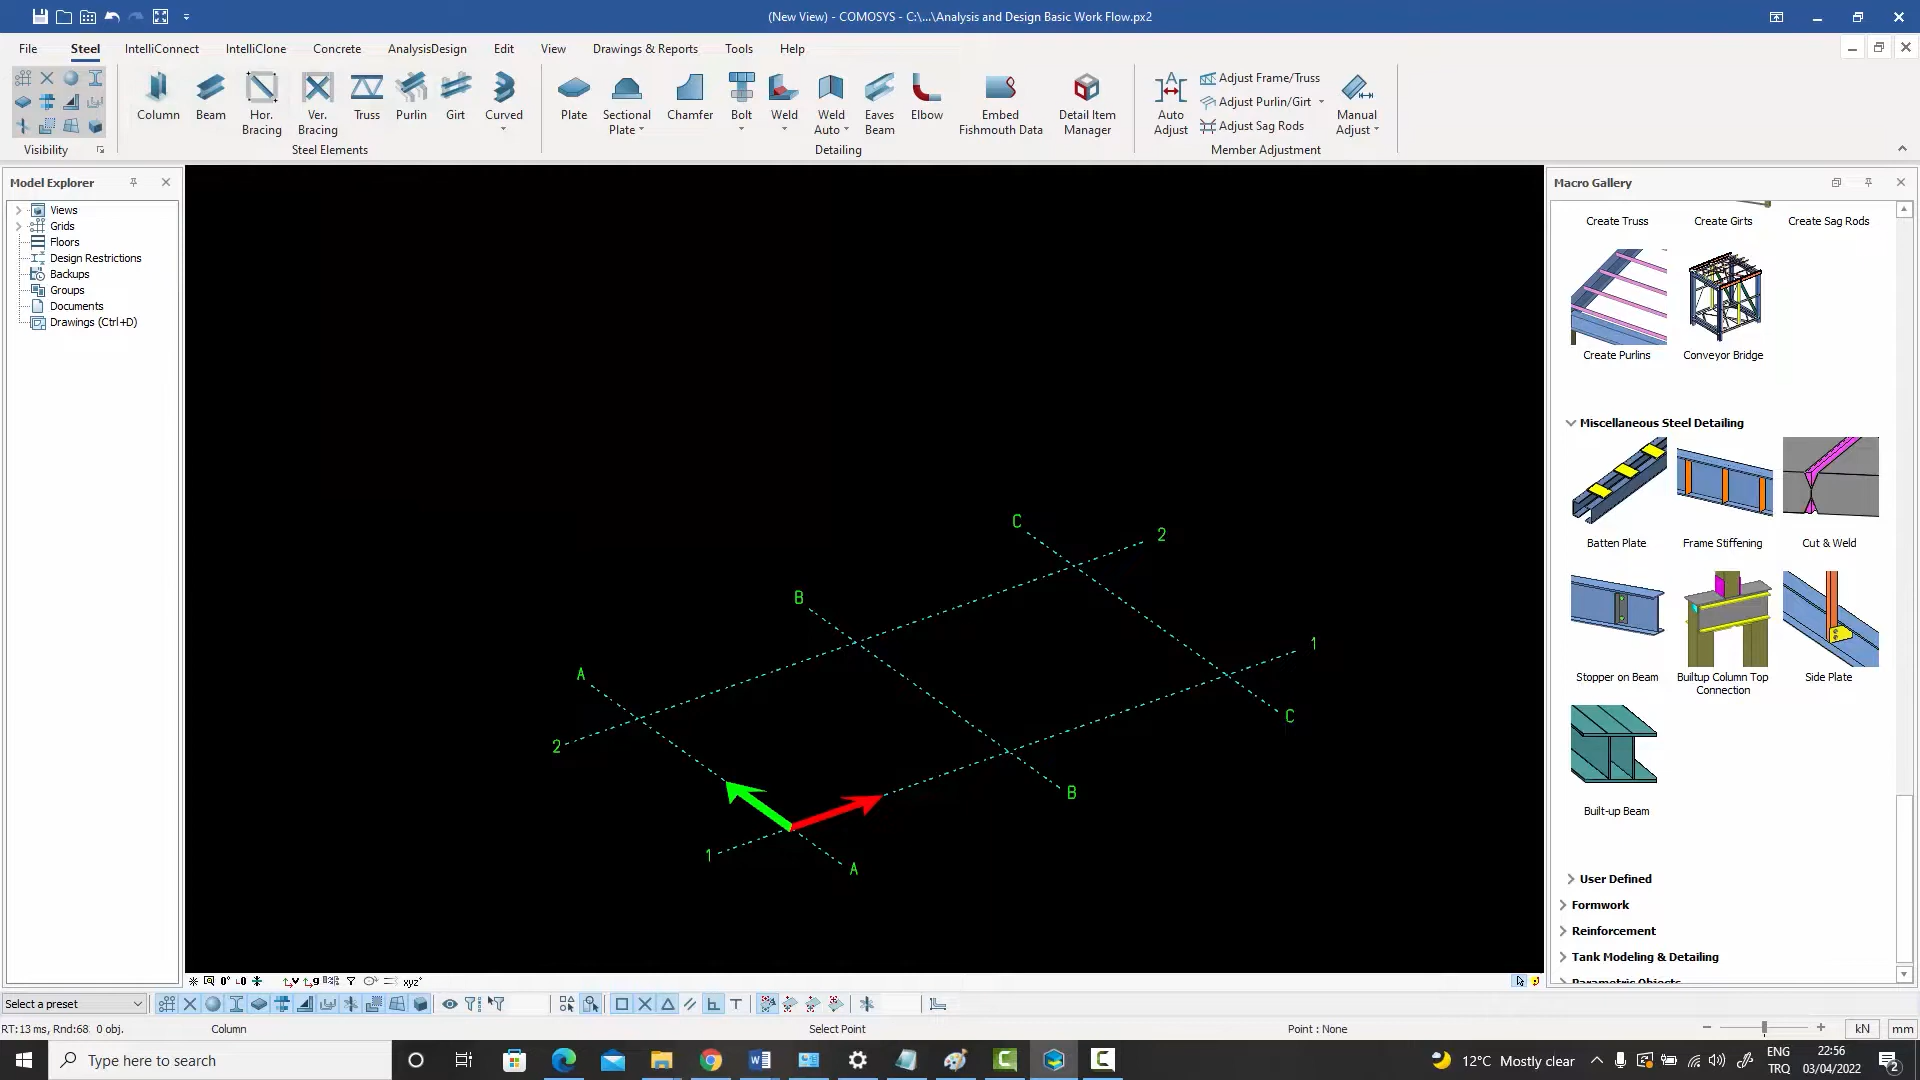 (New View) - COMOSYS - C:\...\Analysis and Design Basic Work Flow.px2
File Steel IntelliConnect IntelliClone Concrete AnalysisDesign Edit View Drawings & Reports Tools Help
Column Beam Hor. Bracing Ver. Bracing Truss Purlin Girt Curved
Plate Sectional Plate Chamfer Bolt Weld Weld Auto Eaves Beam Elbow Embed Fishmouth Data Detail Item Manager
Auto Adjust
Adjust Frame/Truss
Adjust Purlin/Girt
Adjust Sag Rods
Manual Adjust
Visibility Steel Elements Detailing Member Adjustment
Model Explorer
Views
Grids
Floors
Design Restrictions
Backups
Groups
Documents
Drawings (Ctrl+D)
C
2
B
1
A
C
2
B
1
A
Macro Gallery
Create Truss Create Girts Create Sag Rods
Create Purlins Conveyor Bridge
Miscellaneous Steel Detailing
Batten Plate Frame Stiffening Cut & Weld
Stopper on Beam Builtup Column Top Connection Side Plate
Built-up Beam
User Defined
Formwork
Reinforcement
Tank Modeling & Detailing
Parametric Objects
xyz
Select a preset
RT:13 ms, Rnd:68 0 obj. Column Select Point Point : None kN mm
Type here to search
12°C Mostly clear
ENG
TRQ
22:56
03/04/2022
2